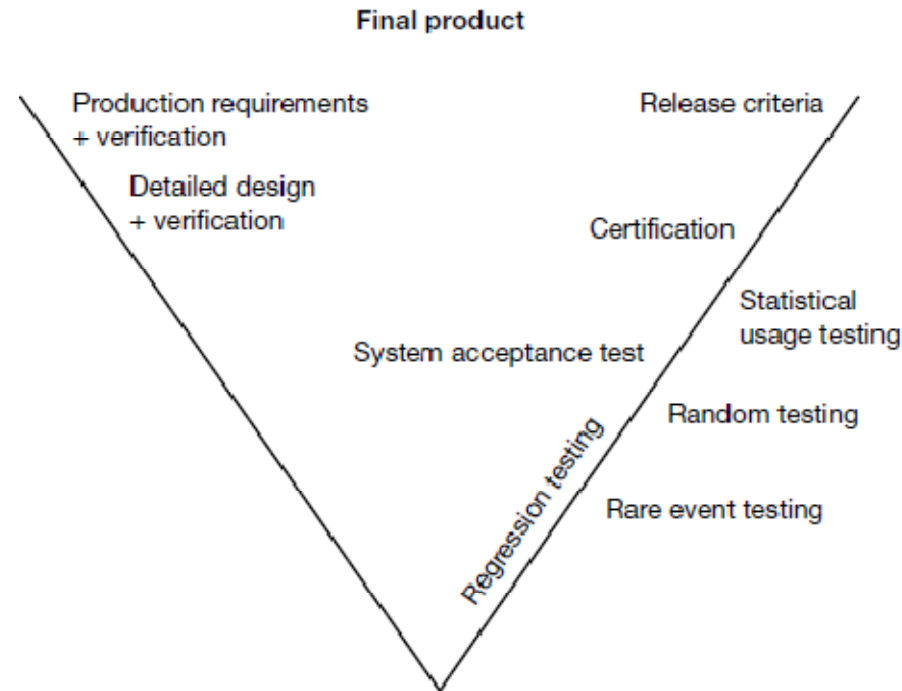 Final product
Production requirements
+ verification
Release criteria
Detailed design
+ verification
Certification
Statistical
usage testing
System acceptance test
Random testing
Regression testing
Rare event testing